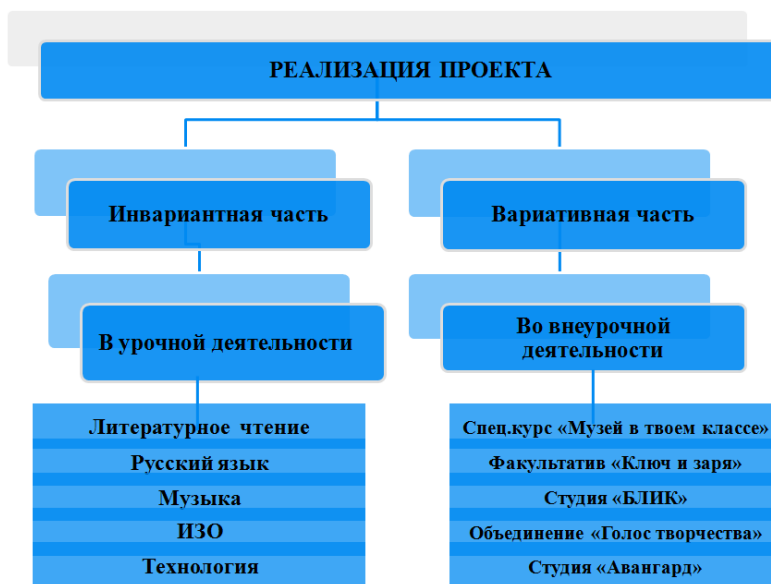 РЕАЛИЗАЦИЯ ПРОЕКТА
Инвариантная часть
Вариативная часть
В урочной деятельности
Во внеурочной
деятельности
Литературное чтение
Русский язык
Музыка
ИЗО
Технология
Спец.курс «Музей в твоем классе»
Факультатив «Ключ и заря»
Студия «БЛИК»
Объединение «Голос творчества»
Студия «Авангард»